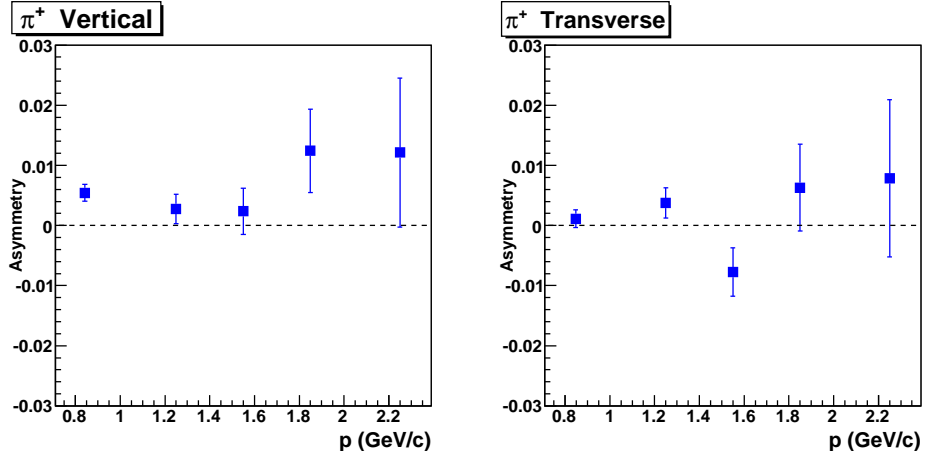 π⁺ Vertical
0.03
0.02
0.01
0
-0.01
-0.02
-0.03
Asymmetry
0.8 1 1.2 1.4 1.6 1.8 2 2.2
p (GeV/c)
π⁺ Transverse
0.03
0.02
0.01
0
-0.01
-0.02
-0.03
Asymmetry
0.8 1 1.2 1.4 1.6 1.8 2 2.2
p (GeV/c)